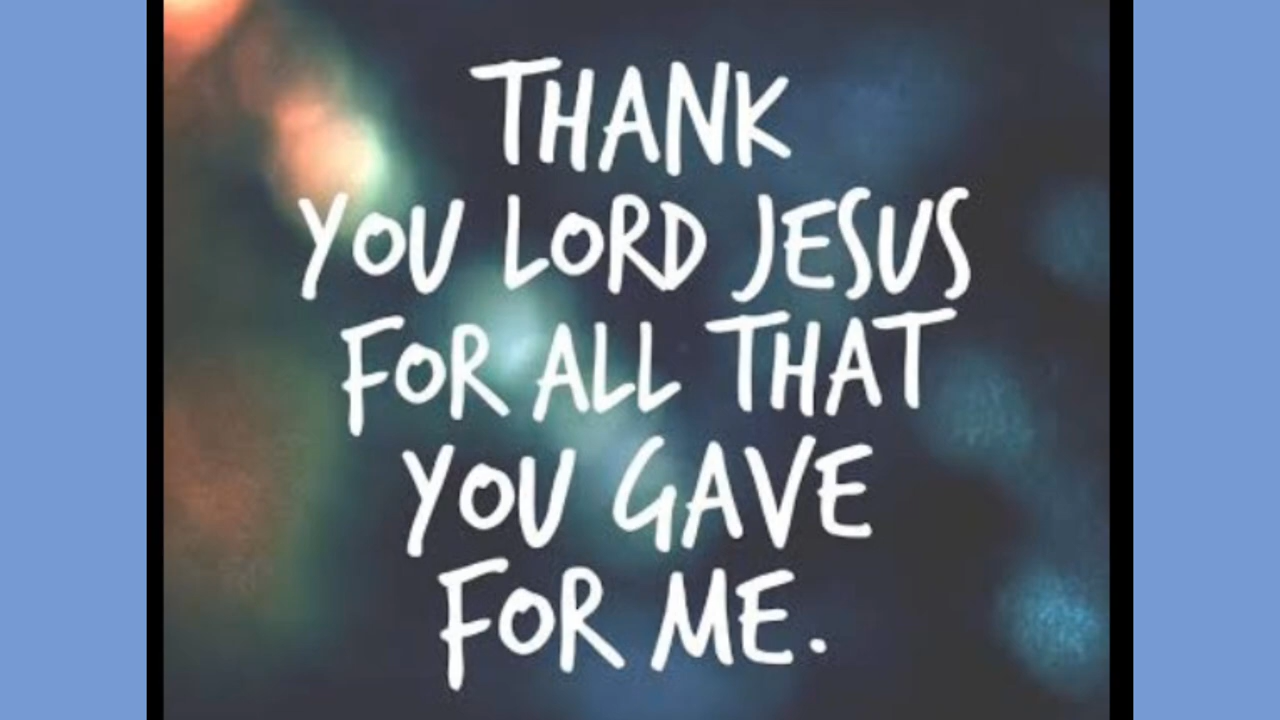 THANK
YOU LORD JESUS
FOR ALL THAT
YOU GAVE
FOR ME.